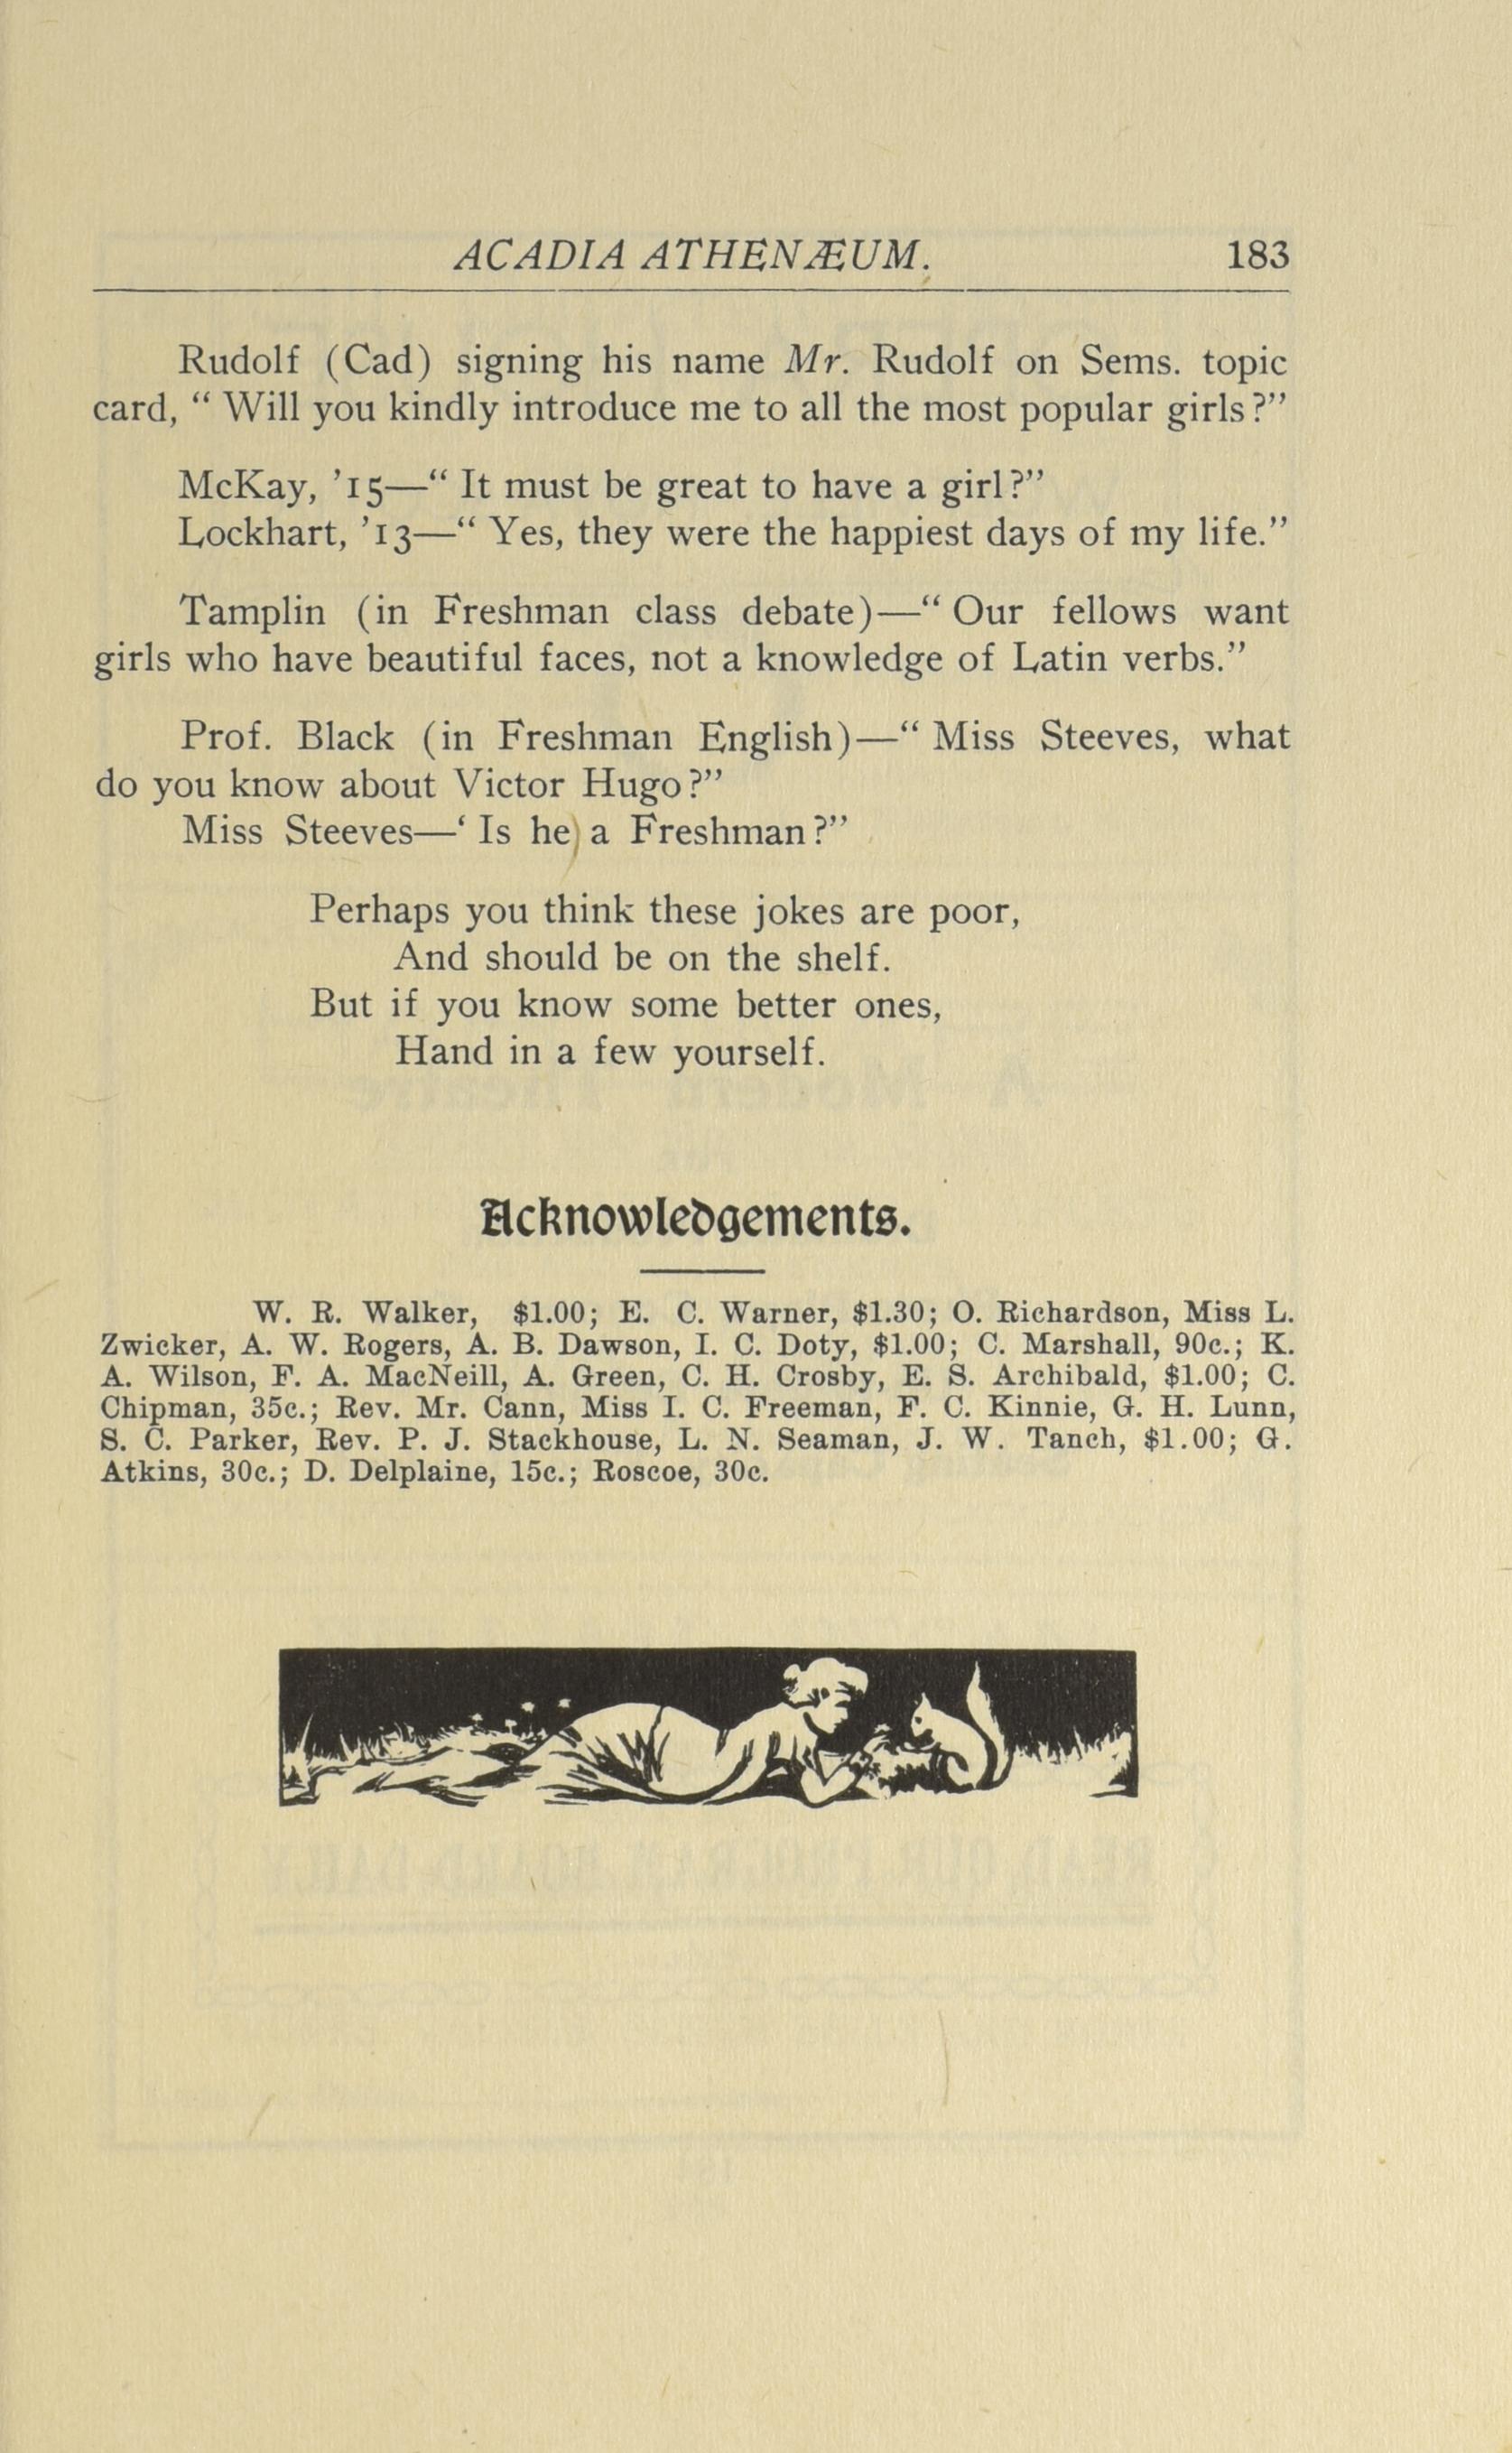 ACADIA ATHENÆUM. 183
Rudolf (Cad) signing his name Mr. Rudolf on Sems. topic
card, “ Will you kindly introduce me to all the most popular girls ?”
McKay, ’15—“ It must be great to have a girl ?”
Lockhart, ’13—“ Yes, they were the happiest days of my life.”
Tamplin (in Freshman class debate)—“ Our fellows want
girls who have beautiful faces, not a knowledge of Latin verbs.”
Prof. Black (in Freshman English)—“ Miss Steeves, what
do you know about Victor Hugo ?”
Miss Steeves—‘ Is he a Freshman ?”
Perhaps you think these jokes are poor,
And should be on the shelf.
But if you know some better ones,
Hand in a few yourself.
Acknowledgements.
W. R. Walker, $1.00; E. C. Warner, $1.30; O. Richardson, Miss L.
Zwicker, A. W. Rogers, A. B. Dawson, I. C. Doty, $1.00; C. Marshall, 90c.; K.
A. Wilson, F. A. MacNeill, A. Green, C. H. Crosby, E. S. Archibald, $1.00; C.
Chipman, 35c.; Rev. Mr. Cann, Miss I. C. Freeman, F. C. Kinnie, G. H. Lunn,
S. C. Parker, Rev. P. J. Stackhouse, L. N. Seaman, J. W. Tanch, $1.00; G.
Atkins, 30c.; D. Delplaine, 15c.; Roscoe, 30c.